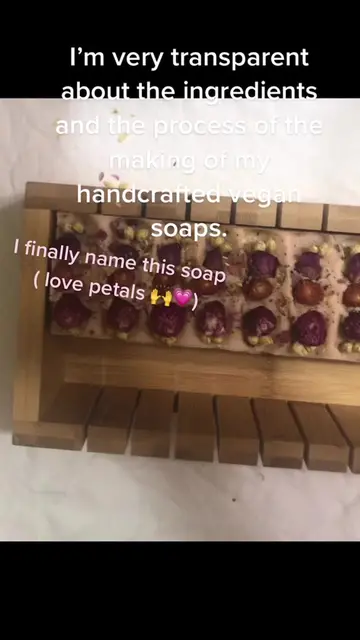 I'm very transparent
about the ingredients
and the process of the
making of my
handcrafted vegan
soaps.
I finally name this soap
( love petals 🙌💗)